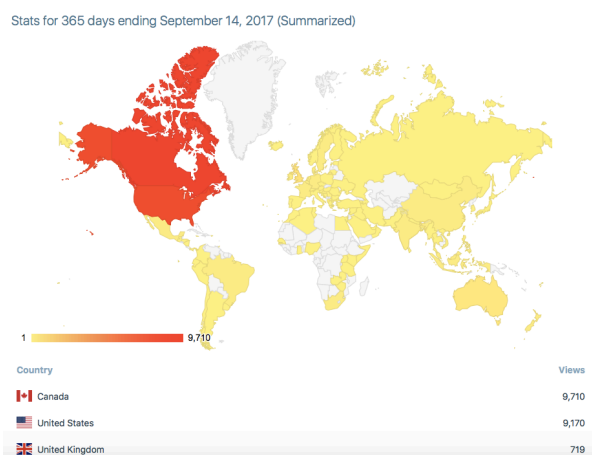 Stats for 365 days ending September 14, 2017 (Summarized)
1 9,710
Country Views
Canada 9,710
United States 9,170
United Kingdom 719